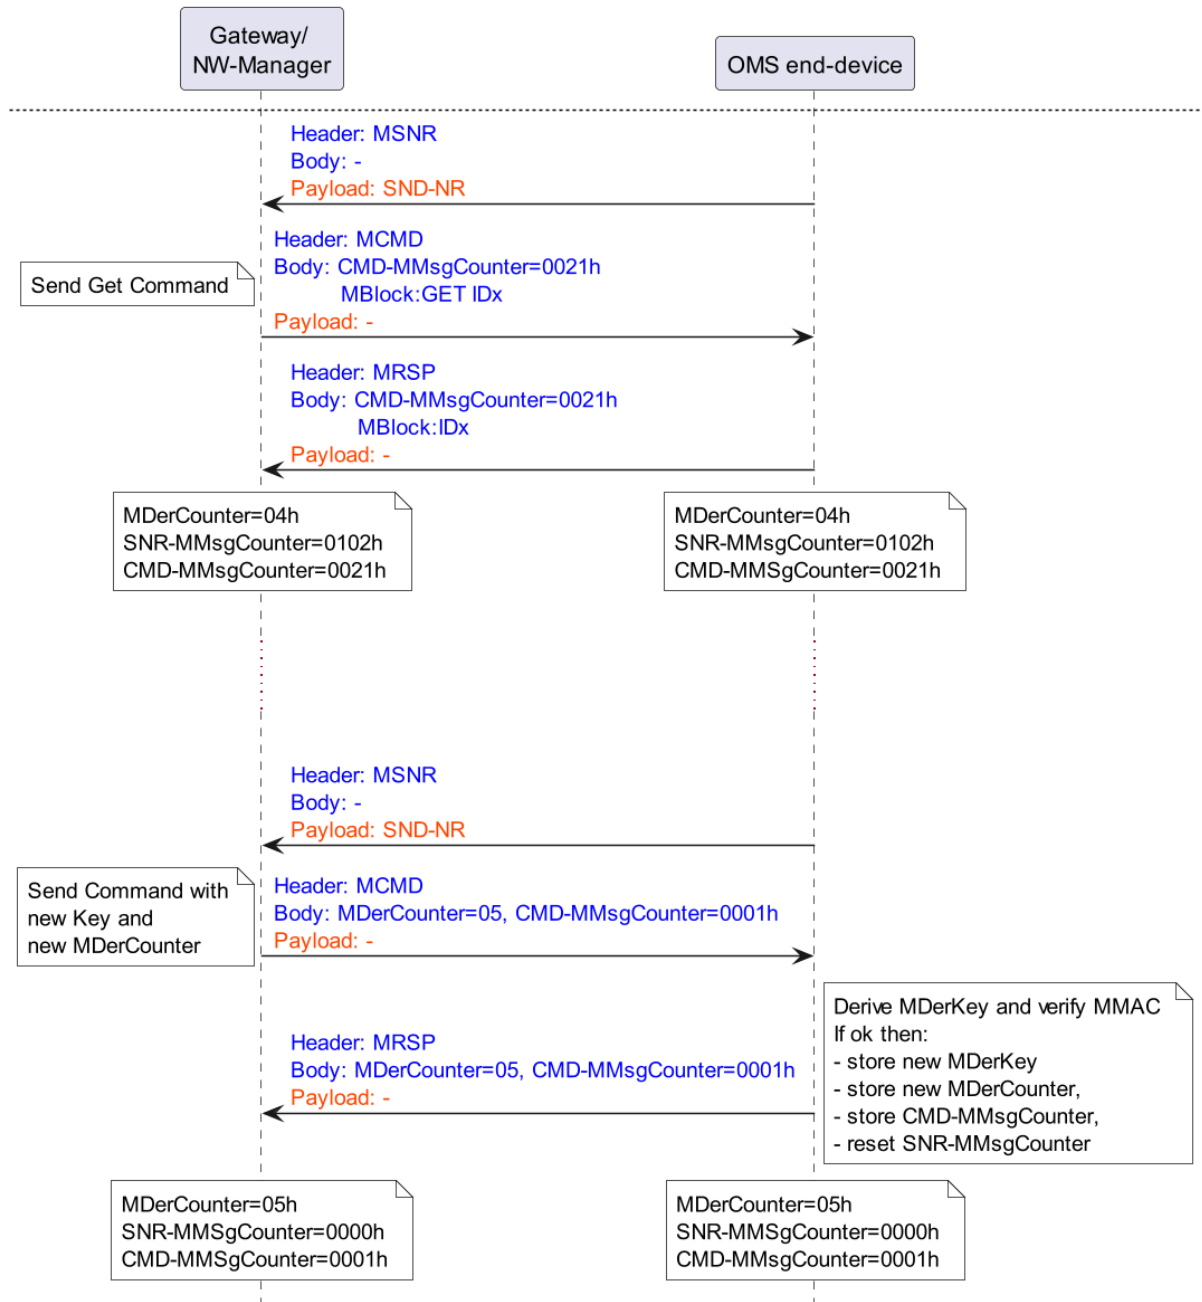 Gateway/
NW-Manager
OMS end-device
Header: MSNR
Body: -
Payload: SND-NR
Send Get Command
Header: MCMD
Body: CMD-MMsgCounter=0021h
MBlock:GET IDx
Payload: -
Header: MRSP
Body: CMD-MMsgCounter=0021h
MBlock:IDx
Payload: -
MDerCounter=04h
SNR-MMsgCounter=0102h
CMD-MMsgCounter=0021h
MDerCounter=04h
SNR-MMsgCounter=0102h
CMD-MMSgCounter=0021h
Header: MSNR
Body: -
Payload: SND-NR
Send Command with
new Key and
new MDerCounter
Header: MCMD
Body: MDerCounter=05, CMD-MMsgCounter=0001h
Payload: -
Header: MRSP
Body: MDerCounter=05, CMD-MMsgCounter=0001h
Payload: -
Derive MDerKey and verify MMAC
If ok then:
- store new MDerKey
- store new MDerCounter,
- store CMD-MMsgCounter,
- reset SNR-MMsgCounter
MDerCounter=05h
SNR-MMSgCounter=0000h
CMD-MMSgCounter=0001h
MDerCounter=05h
SNR-MMSgCounter=0000h
CMD-MMsgCounter=0001h